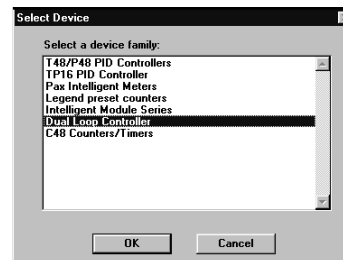 Select Device
Select a device family:
T48/P48 PID Controllers
TP16 PID Controller
Pax Intelligent Meters
Legend preset counters
Intelligent Module Series
Dual Loop Controller
C48 Counters/Timers
OK
Cancel